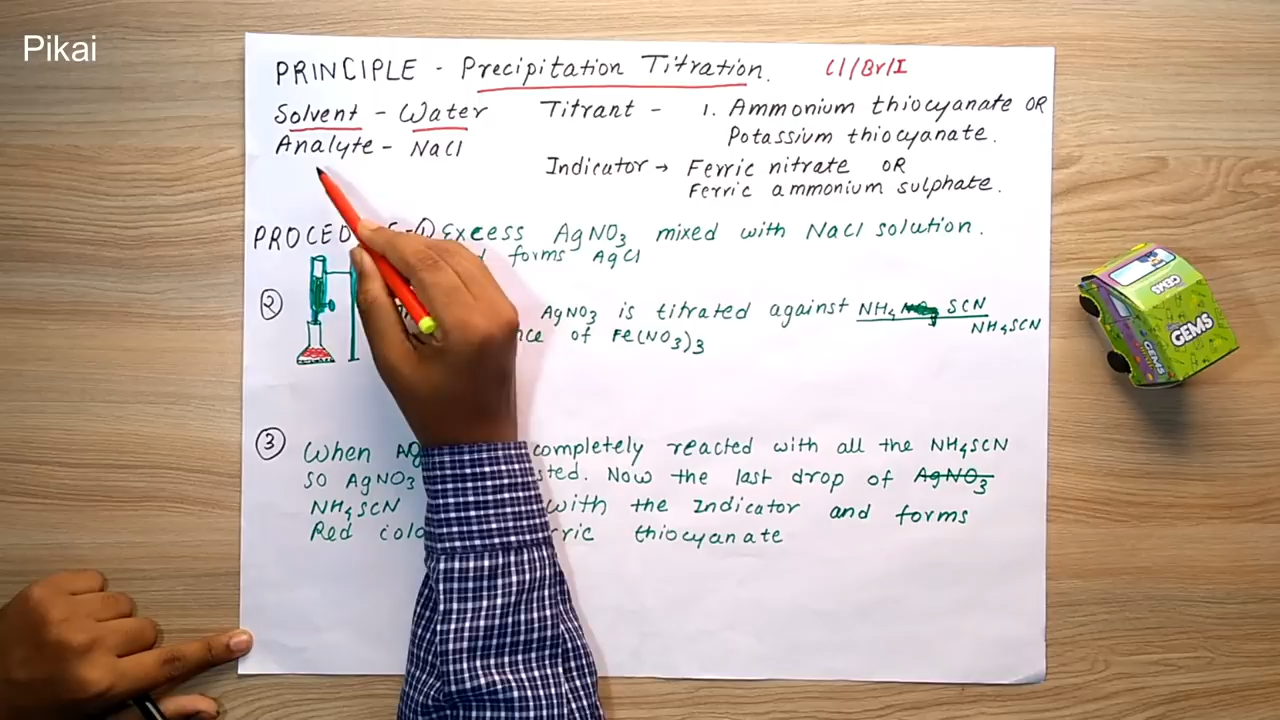 Pikai
PRINCIPLE - Precipitation Titration. Cl/Br/I
Solvent - Water
Analyte - NaCl
Titrant - 1. Ammonium thiocyanate OR
Potassium thiocyanate.
Indicator → Ferric nitrate OR
Ferric ammonium sulphate.
① Excess AgNO3 mixed with NaCl solution.
forms AgCl
② AgNO3 is titrated against NH4 SCN
NH4SCN
of Fe(NO3)3
③ When completely reacted with all the NH4SCN
so AgNO3 Now the last drop of AgNO3
NH4SCN with the Indicator and forms
Red thiocyanate
GEMS
GEMS
GEMS